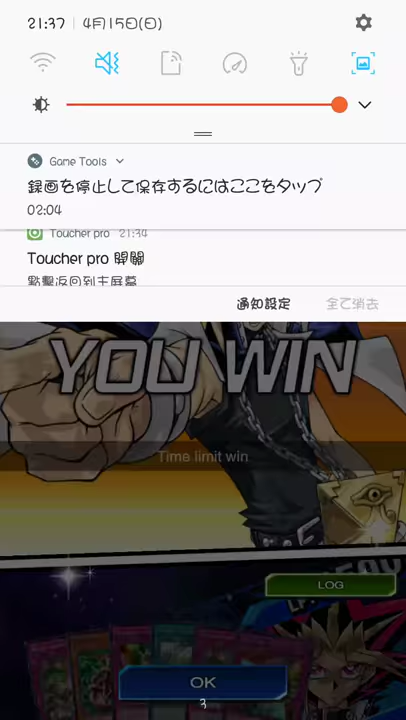 21:37 4月15日(日)
Game Tools
録画を停止して保存するにはここをタップ
02:04
Toucher pro 21:34
Toucher pro 開關
點擊返回到主屏幕
通知設定 全て消去
YOU WIN
Time limit win
LOG
OK
3